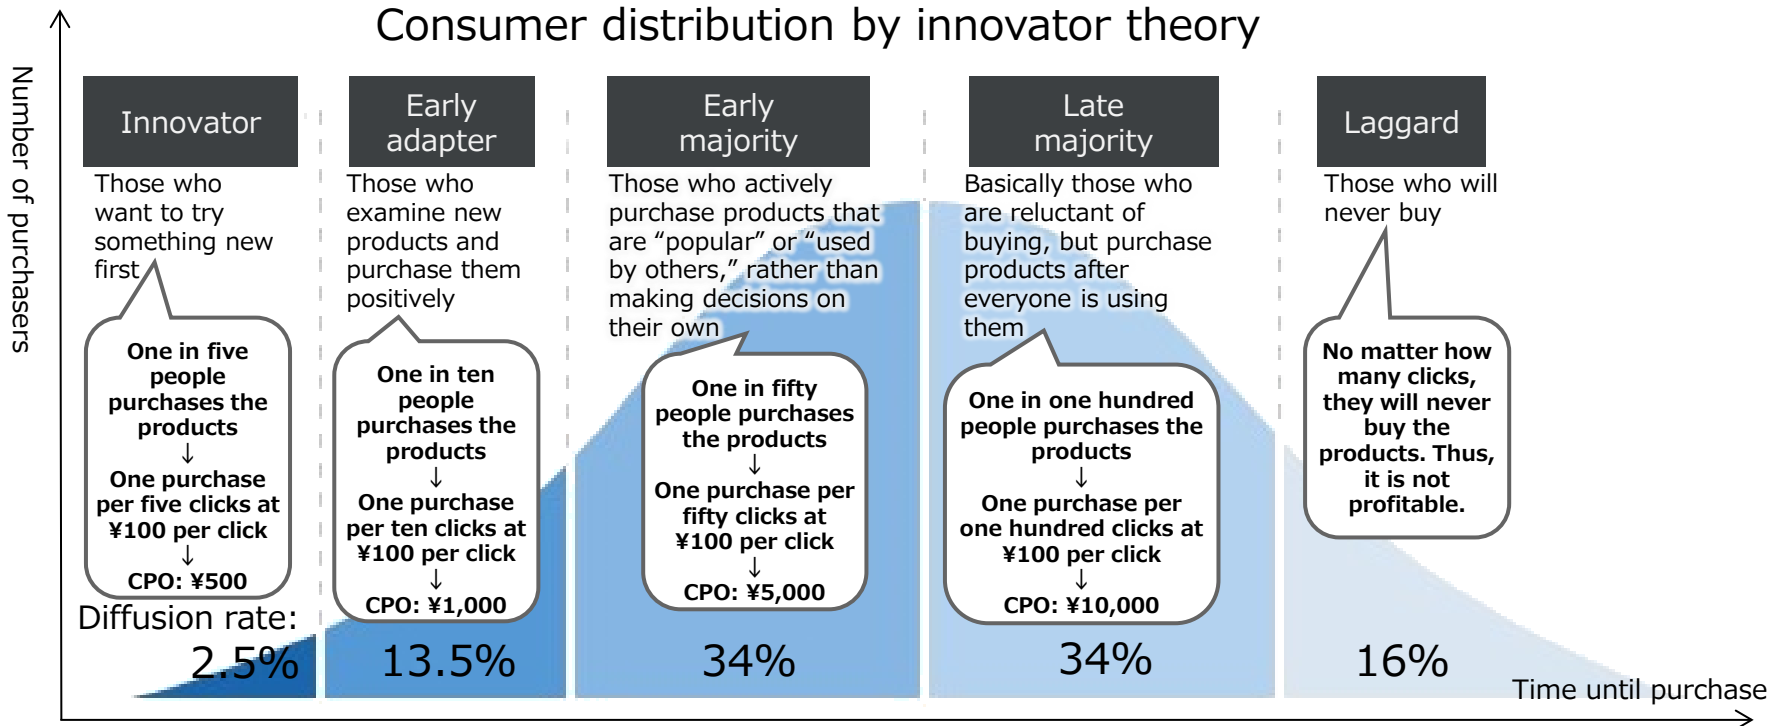 Consumer distribution by innovator theory
Number of purchasers
Innovator
Those who
want to try
something new
first
One in five
people
purchases the
products
↓
One purchase
per five clicks at
¥100 per click
↓
CPO: ¥500
Early
adapter
Those who
examine new
products and
purchase them
positively
One in ten
people
purchases the
products
↓
One purchase
per ten clicks at
¥100 per click
↓
CPO: ¥1,000
Early
majority
Those who actively
purchase products that
are “popular” or “used
by others,” rather than
making decisions on
their own
One in fifty
people purchases
the products
↓
One purchase per
fifty clicks at
¥100 per click
↓
CPO: ¥5,000
Late
majority
Basically those who
are reluctant of
buying, but purchase
products after
everyone is using
them
One in one hundred
people purchases the
products
↓
One purchase per
one hundred clicks at
¥100 per click
↓
CPO: ¥10,000
Laggard
Those who will
never buy
No matter how
many clicks,
they will never
buy the
products. Thus,
it is not
profitable.
Diffusion rate:
2.5%
13.5%
34%
34%
16%
Time until purchase